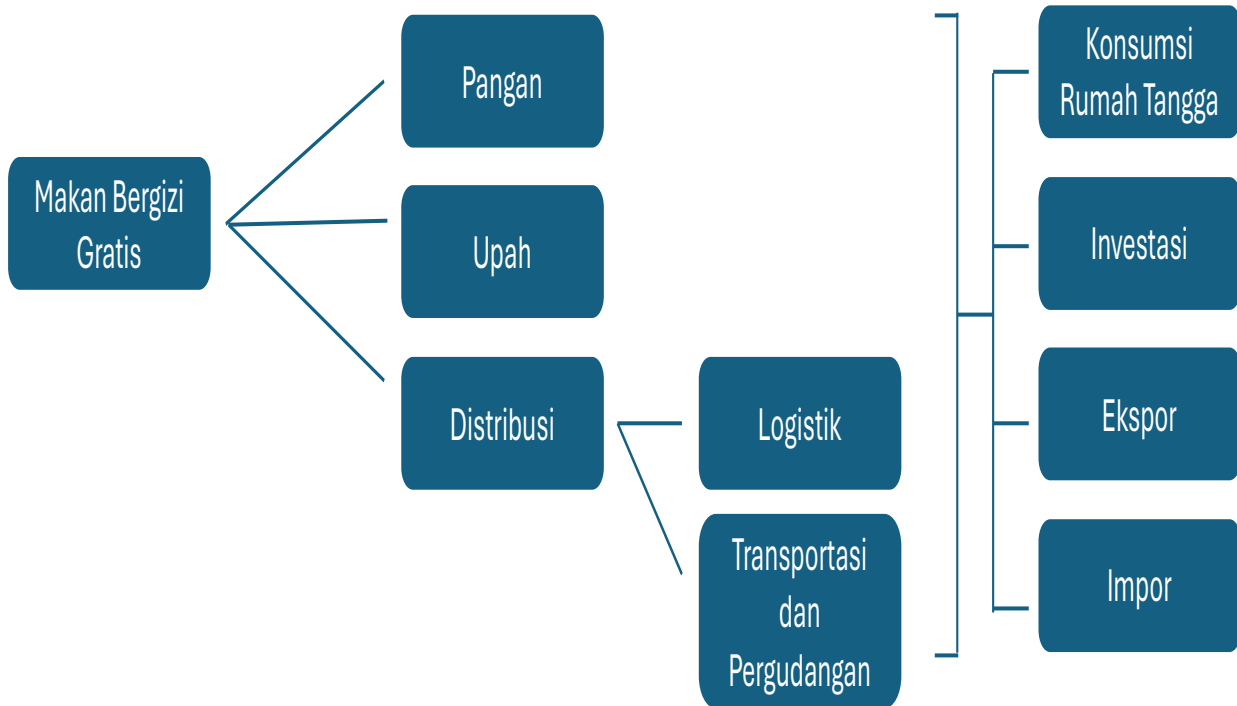 Makan Bergizi
Gratis
Pangan
Upah
Distribusi
Logistik
Transportasi
dan
Pergudangan
Konsumsi
Rumah Tangga
Investasi
Ekspor
Impor